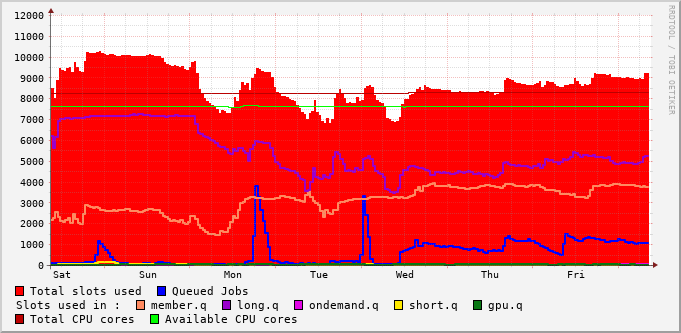 RRDTOOL / TOBI OETIKER
12000
11000
10000
9000
8000
7000
6000
5000
4000
3000
2000
1000
0
Sat Sun Mon Tue Wed Thu Fri
Total slots used Queued Jobs
Slots used in : member.q long.q ondemand.q short.q gpu.q
Total CPU cores Available CPU cores